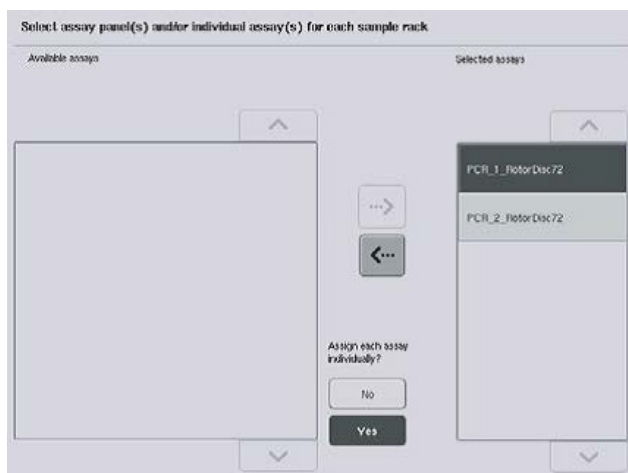 Select assay panel(s) and/or individual assay(s) for each sample rack
Available assays
Selected assays
PCR_1_RotorDisc72
PCR_2_RotorDisc72
Assign each assay
individually?
No
Yes